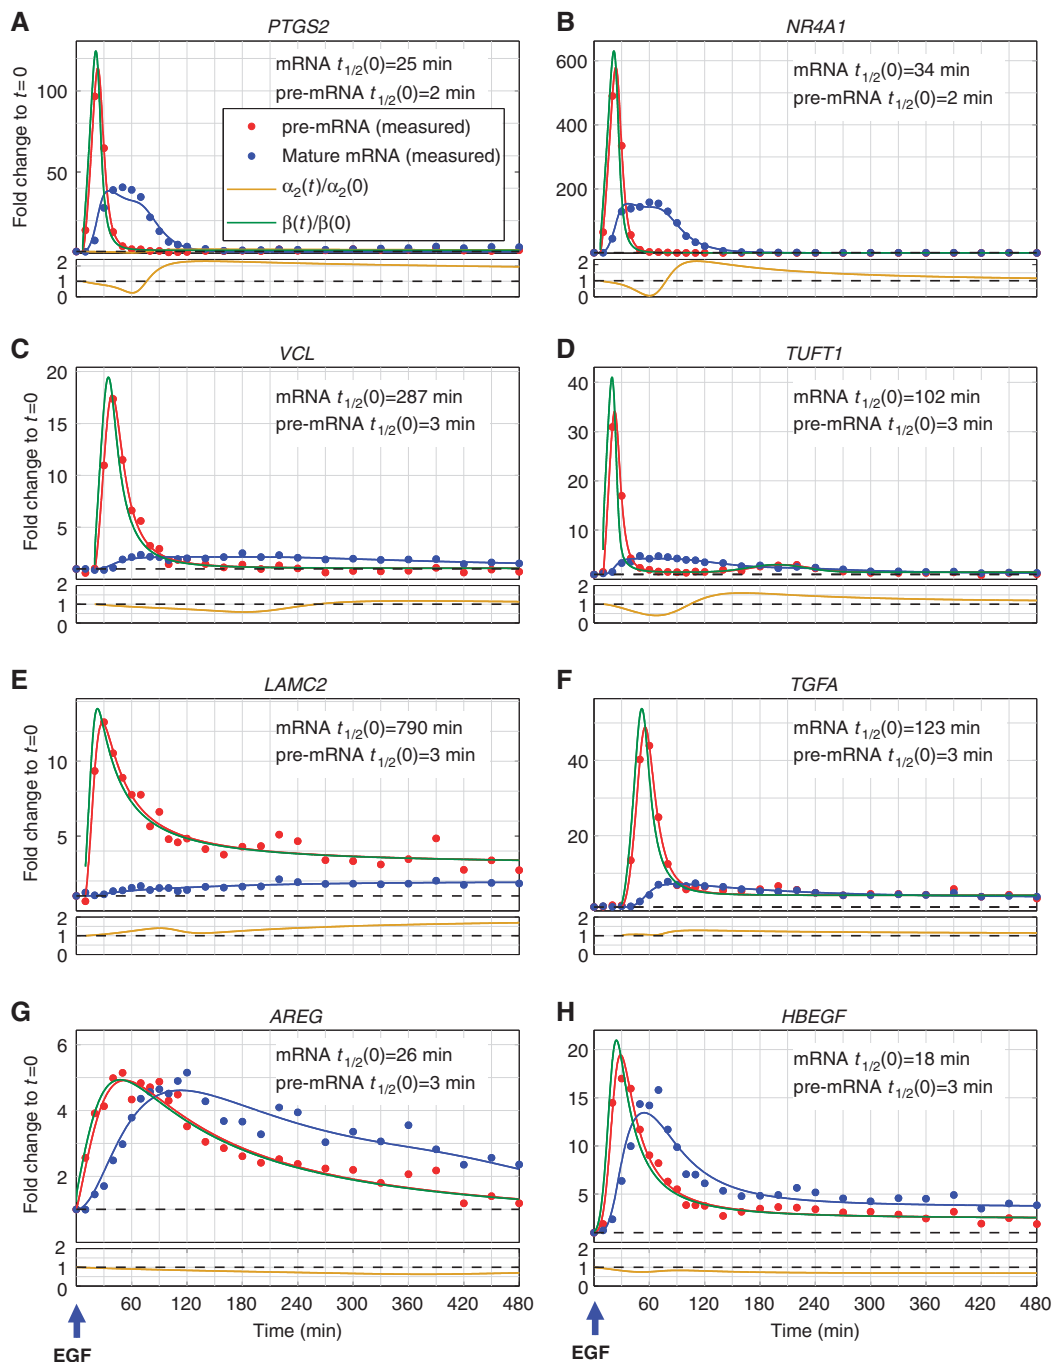 A
PTGS2
Fold change to t=0
100
50
mRNA t1/2(0)=25 min
pre-mRNA t1/2(0)=2 min
pre-mRNA (measured)
Mature mRNA (measured)
α2(t)/α2(0)
β(t)/β(0)
2
1
0
B
NR4A1
600
400
200
0
mRNA t1/2(0)=34 min
pre-mRNA t1/2(0)=2 min
2
1
0
C
VCL
Fold change to t=0
20
15
10
5
mRNA t1/2(0)=287 min
pre-mRNA t1/2(0)=3 min
2
1
0
D
TUFT1
40
30
20
10
mRNA t1/2(0)=102 min
pre-mRNA t1/2(0)=3 min
2
1
0
E
LAMC2
Fold change to t=0
10
5
mRNA t1/2(0)=790 min
pre-mRNA t1/2(0)=3 min
2
1
0
F
TGFA
40
20
mRNA t1/2(0)=123 min
pre-mRNA t1/2(0)=3 min
2
1
0
G
AREG
Fold change to t=0
6
4
2
mRNA t1/2(0)=26 min
pre-mRNA t1/2(0)=3 min
2
1
0
60 120 180 240 300 360 420 480
Time (min)
EGF
H
HBEGF
20
15
10
5
mRNA t1/2(0)=18 min
pre-mRNA t1/2(0)=3 min
2
1
0
60 120 180 240 300 360 420 480
Time (min)
EGF